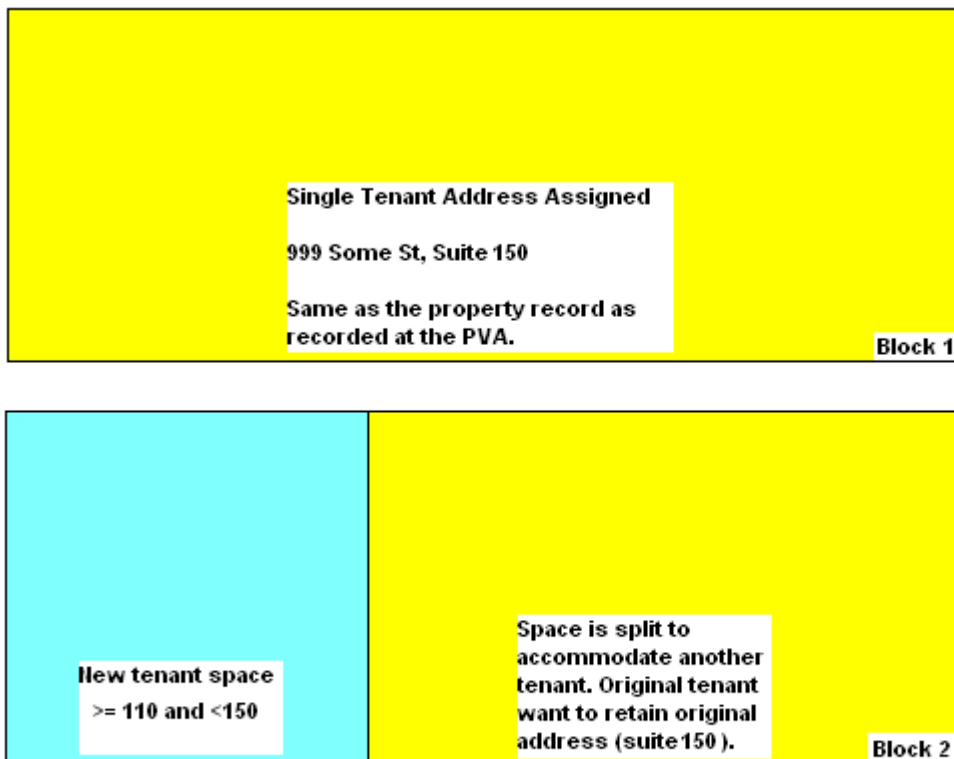 Single Tenant Address Assigned
999 Some St, Suite 150
Same as the property record as
recorded at the PVA.
Block 1
New tenant space
>= 110 and <150
Space is split to
accommodate another
tenant. Original tenant
want to retain original
address (suite150 ).
Block 2